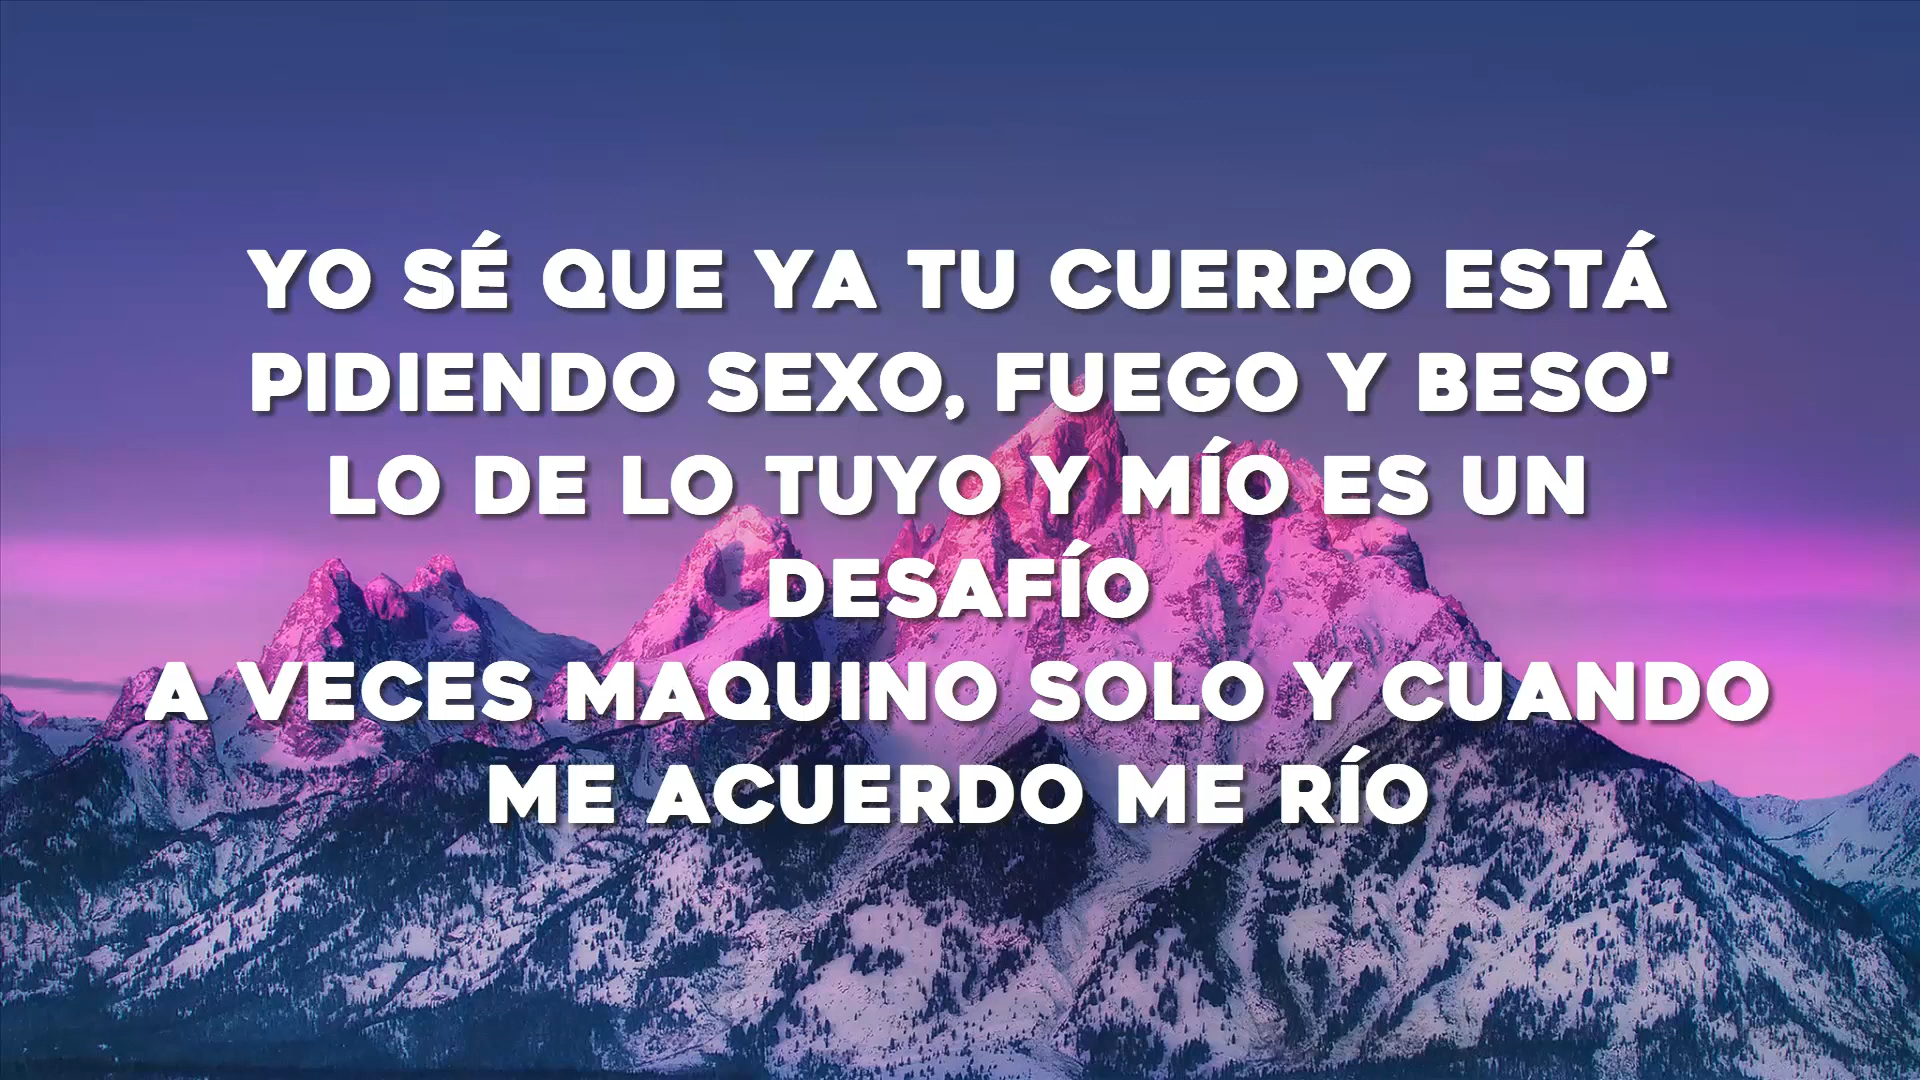 YO SÉ QUE YA TU CUERPO ESTÁ
PIDIENDO SEXO, FUEGO Y BESO'
LO DE LO TUYO Y MÍO ES UN
DESAFÍO
A VECES MAQUINO SOLO Y CUANDO
ME ACUERDO ME RÍO